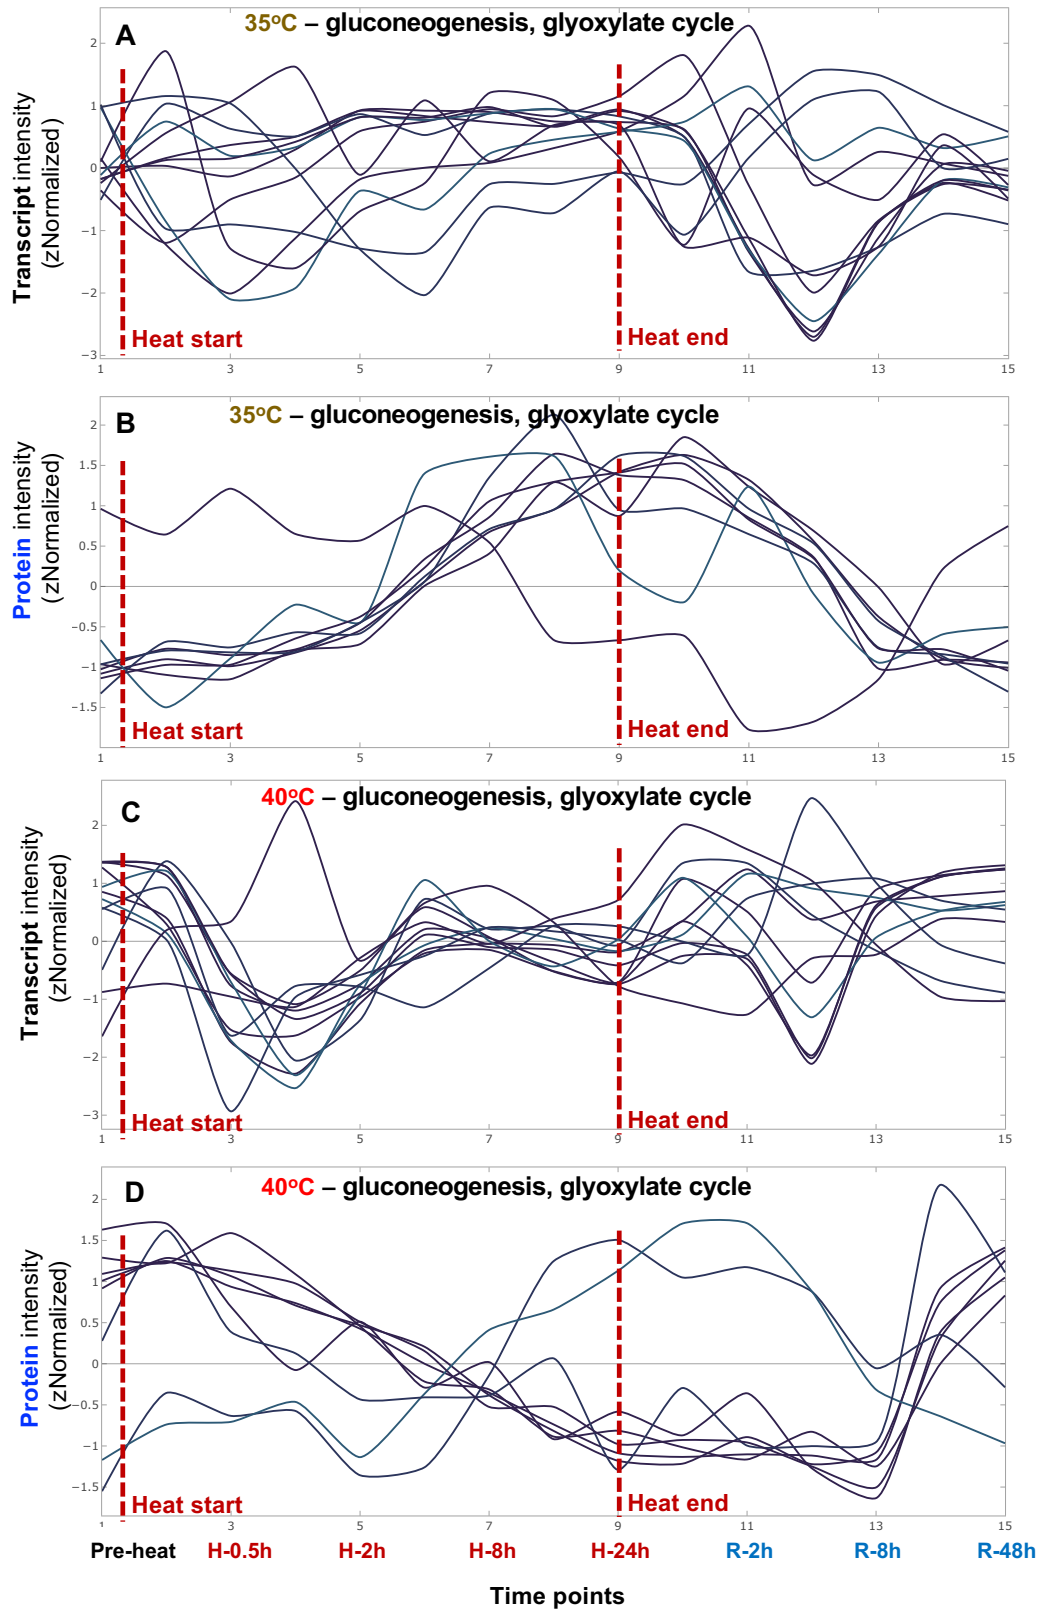 A
35°C – gluconeogenesis, glyoxylate cycle
Transcript intensity
(zNormalized)
2
1
0
−1
−2
−3
Heat start
Heat end
1 3 5 7 9 11 13 15
B
35°C – gluconeogenesis, glyoxylate cycle
Protein intensity
(zNormalized)
2
1.5
1
0.5
0
−0.5
−1
−1.5
Heat start
Heat end
1 3 5 7 9 11 13 15
C
40°C – gluconeogenesis, glyoxylate cycle
Transcript intensity
(zNormalized)
2
1
0
−1
−2
−3
Heat start
Heat end
1 3 5 7 9 11 13 15
D
40°C – gluconeogenesis, glyoxylate cycle
Protein intensity
(zNormalized)
2
1.5
1
0.5
0
−0.5
−1
−1.5
Heat start
Heat end
1 3 5 7 9 11 13 15
Pre-heat H-0.5h H-2h H-8h H-24h R-2h R-8h R-48h
Time points